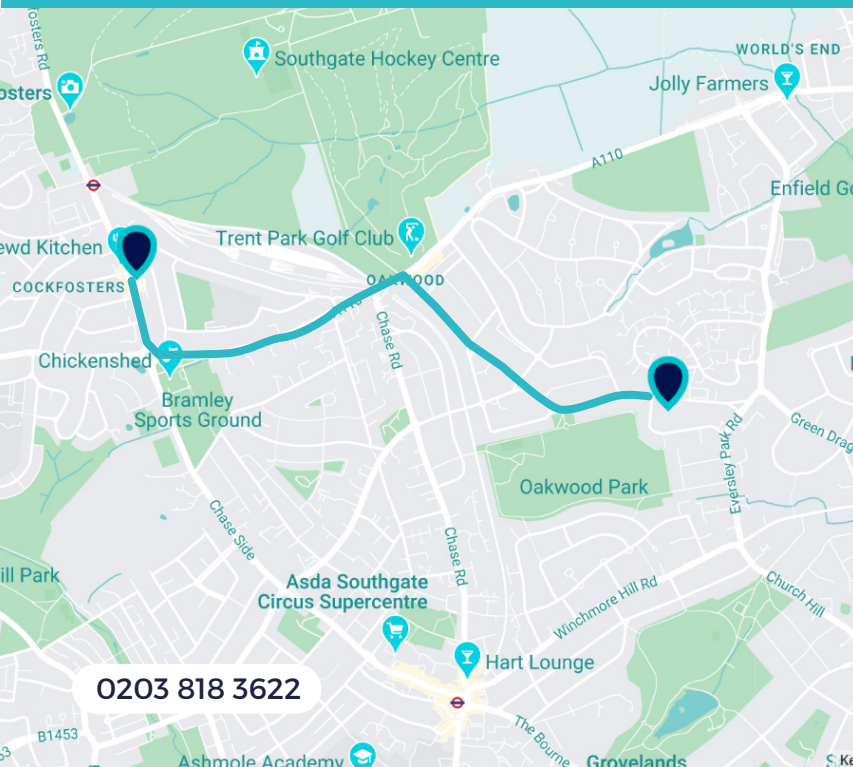 osters Rd
Southgate Hockey Centre
WORLD'S END
Jolly Farmers
osters
A110
Enfield Go
Trent Park Golf Club
ewd Kitchen
OAKWOOD
COCKFOSTERS
Chase Rd
Chickenshed
Bramley
Sports Ground
Green Drag
Eversley Park Rd
Oakwood Park
Chase Side
Chase Rd
ill Park
Asda Southgate
Circus Supercentre
Winchmore Hill Rd
Church Hill
Hart Lounge
0203 818 3622
The Bourne
B1453
Ashmole Academy
Grovelands
S
Ke